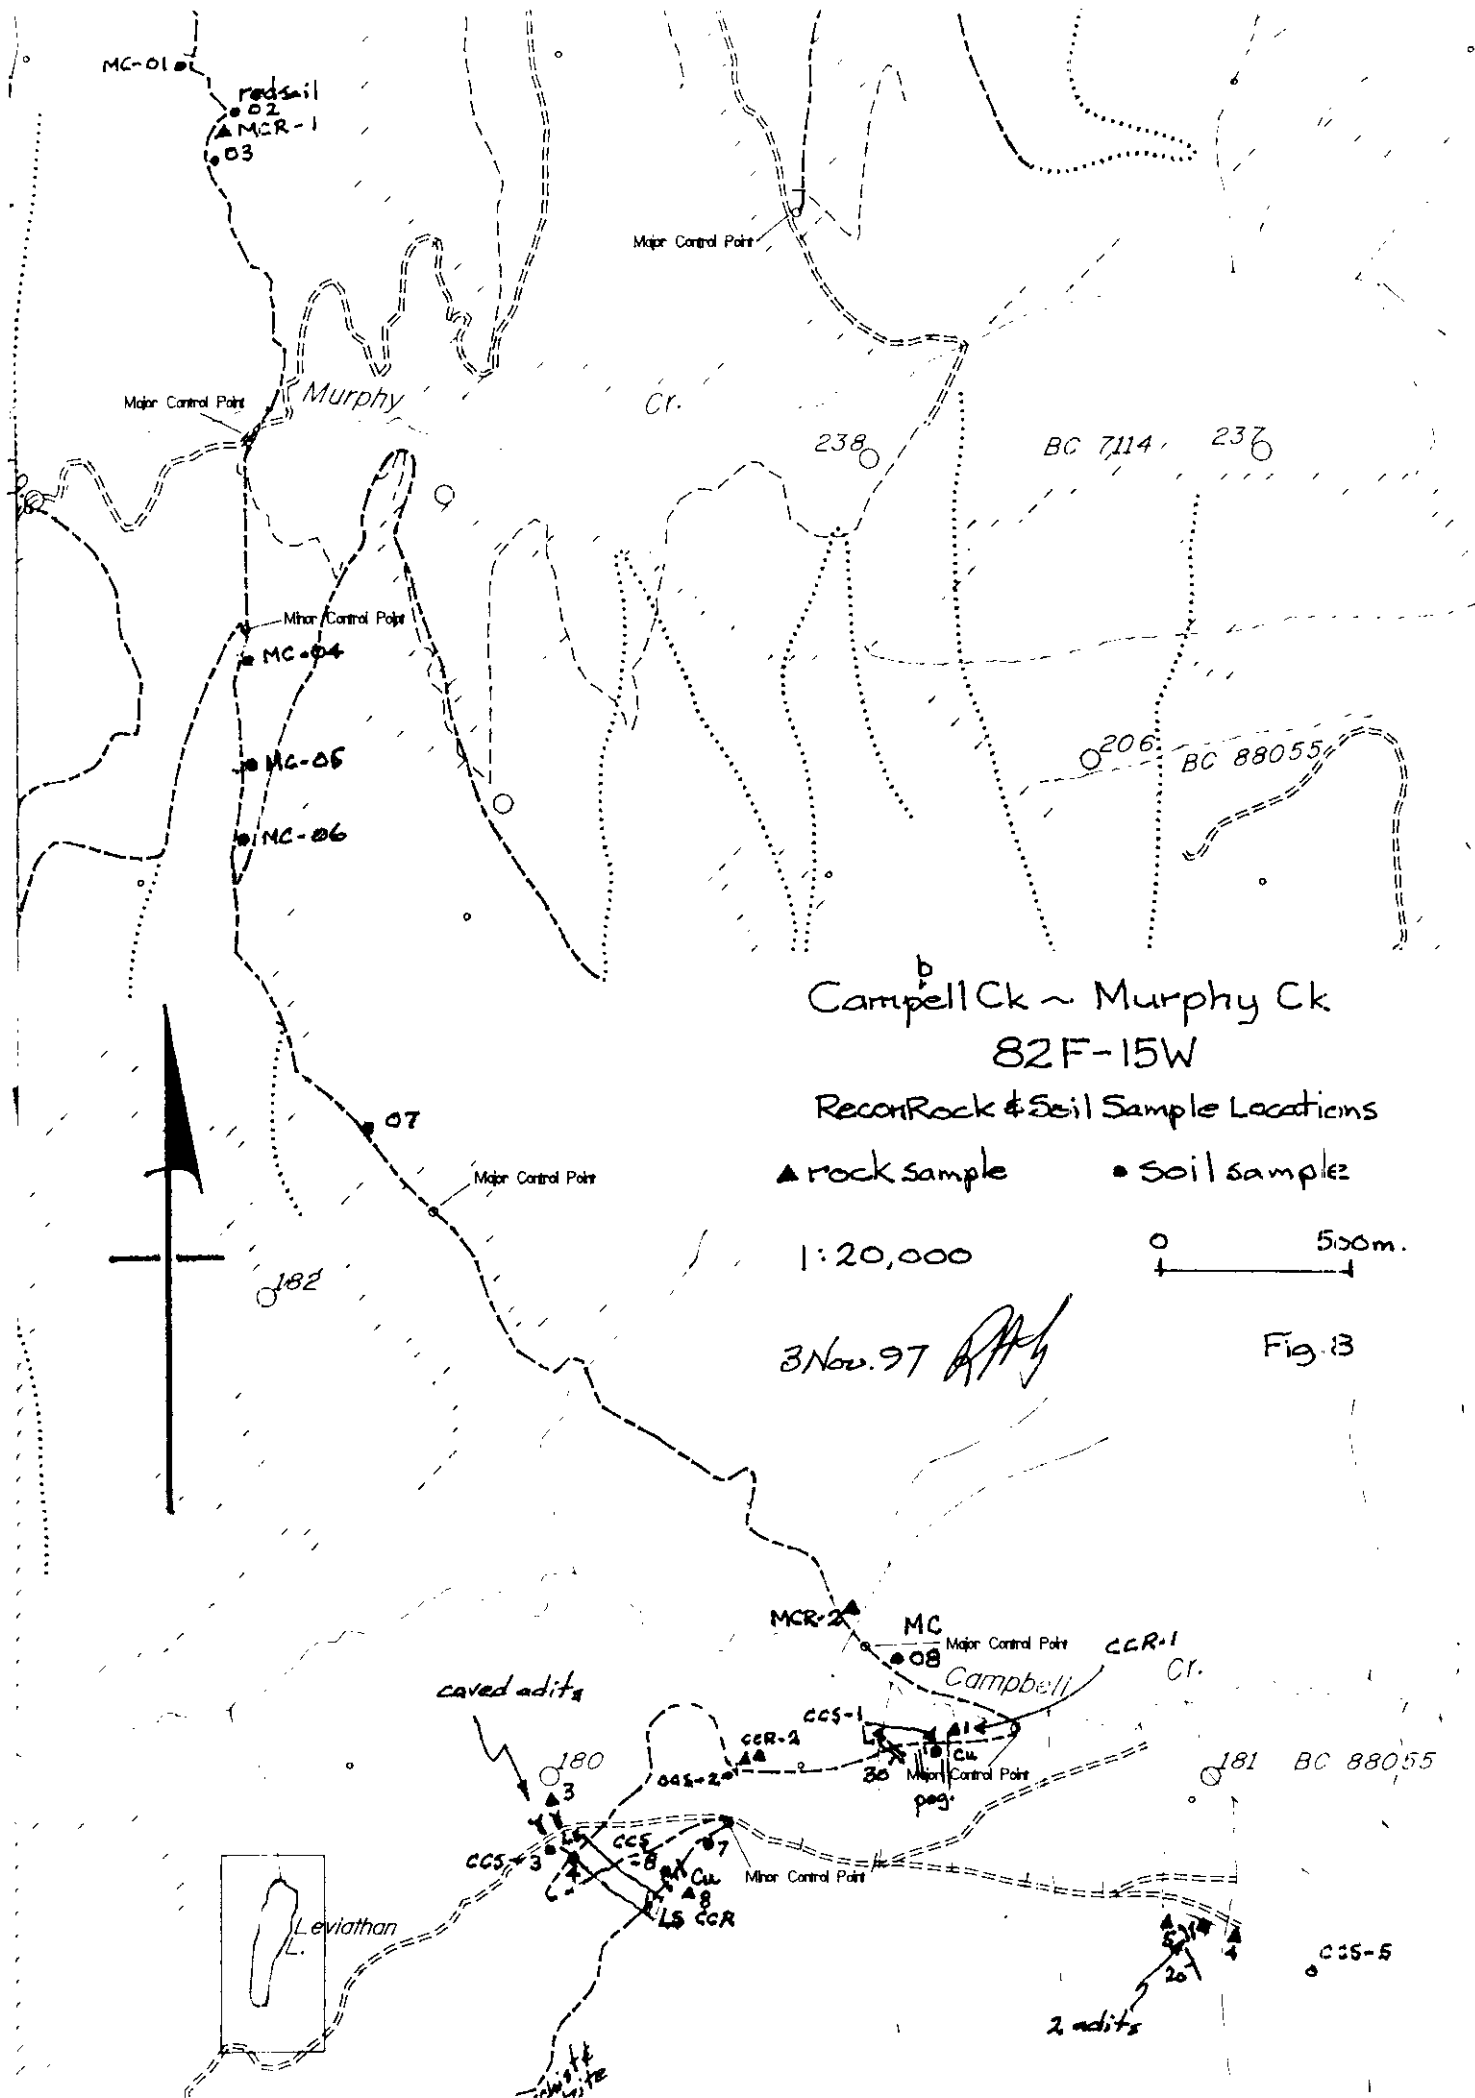 MC-01
redsoil
02
MCR-1
03
Major Control Point
Major Control Point
Murphy
Cr.
238
BC 7114
237
Minor Control Point
MC-04
MC-05
MC-06
206
BC 88055
b
Campell Ck ~ Murphy Ck
82F-15W
Recon Rock & Soil Sample Locations
rock sample
soil sample
1:20,000
0
500m.
3 Nov. 97
Fig. 3
07
Major Control Point
182
MCR-2
MC
08
Major Control Point
CCR-1
Campbell
Cr.
caved adits
CCS-1
1
CCR-2
CCS-2
30
Cu
Major Control Point
peg.
180
3
181
BC 88055
LS
CCS-3
4
CCS
-8
7
Cu
8
Minor Control Point
LS
CCR
Leviathan
L.
5
4
20
CCS-5
2 adits